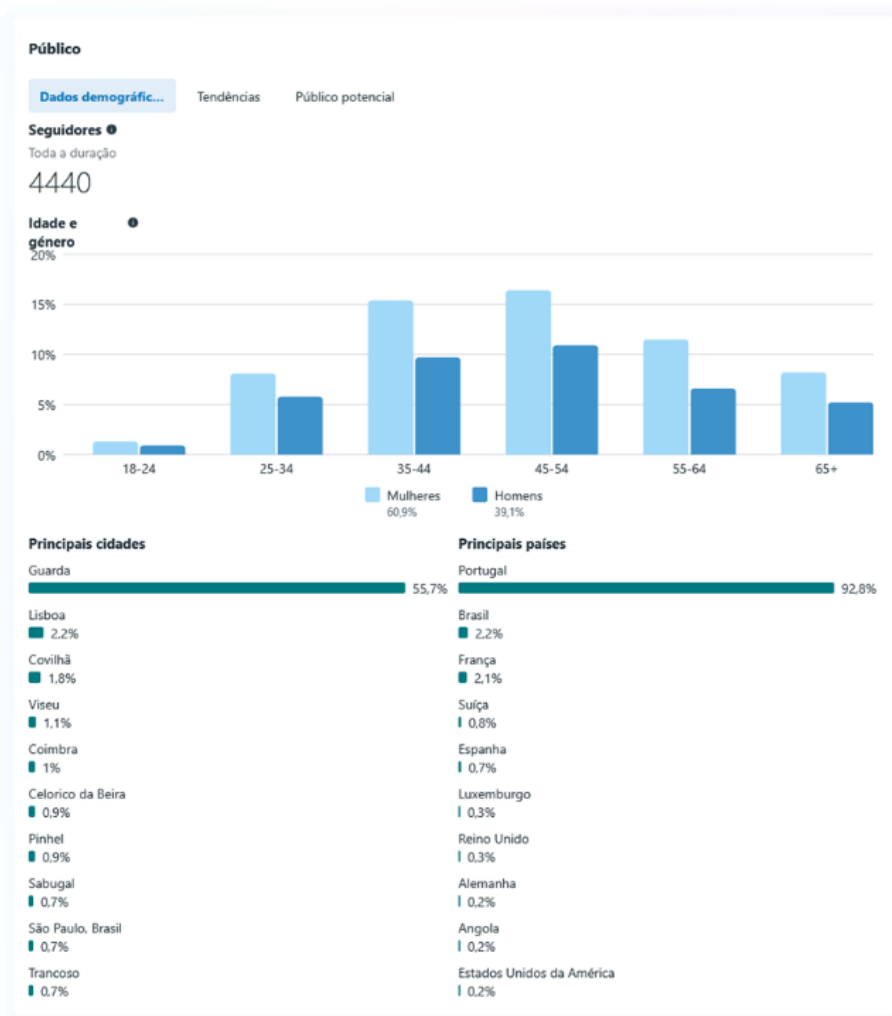 Público
Dados demográfic... Tendências Público potencial
Seguidores
Toda a duração
4440
Idade e
género
20%
15%
10%
5%
0%
18-24 25-34 35-44 45-54 55-64 65+
Mulheres Homens
60,9% 39,1%
Principais cidades
Guarda
55,7%
Lisboa
2,2%
Covilhã
1,8%
Viseu
1,1%
Coimbra
1%
Celorico da Beira
0,9%
Pinhel
0,9%
Sabugal
0,7%
São Paulo, Brasil
0,7%
Trancoso
0,7%
Principais países
Portugal
92,8%
Brasil
2,2%
França
2,1%
Suíça
0,8%
Espanha
0,7%
Luxemburgo
0,3%
Reino Unido
0,3%
Alemanha
0,2%
Angola
0,2%
Estados Unidos da América
0,2%